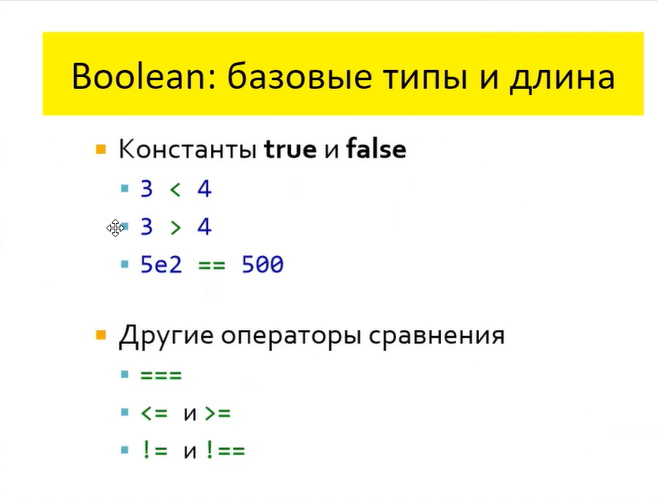 Boolean: базовые типы и длина
Константы true и false
3 < 4
3 > 4
5e2 == 500
Другие операторы сравнения
===
<= и >=
!= и !==